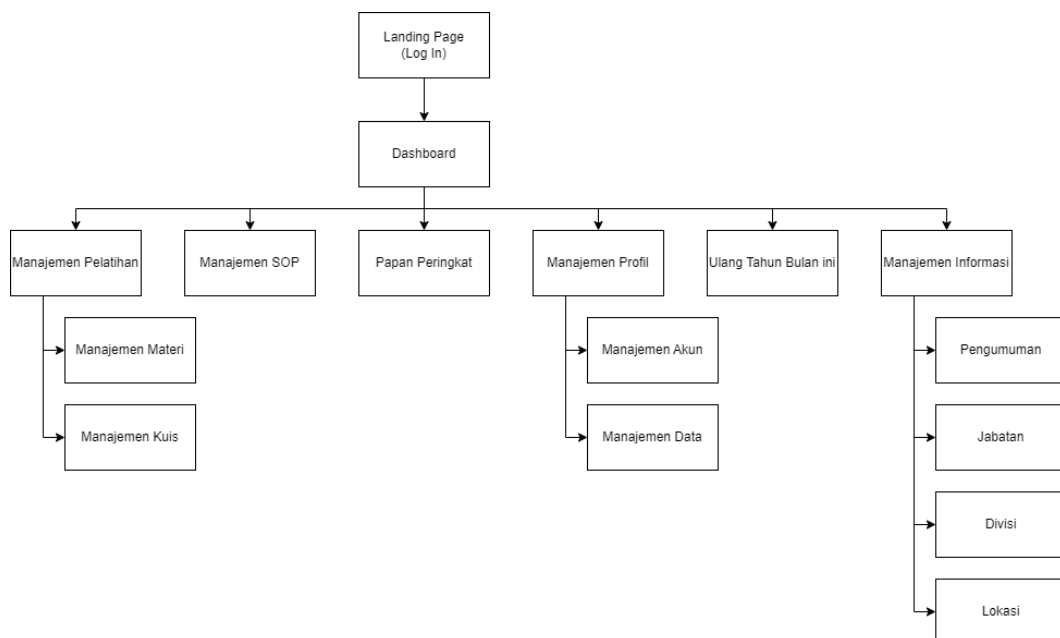 Landing Page
(Log In)
Dashboard
Manajemen Pelatihan
Manajemen SOP
Papan Peringkat
Manajemen Profil
Ulang Tahun Bulan ini
Manajemen Informasi
Manajemen Materi
Manajemen Akun
Pengumuman
Manajemen Kuis
Manajemen Data
Jabatan
Divisi
Lokasi